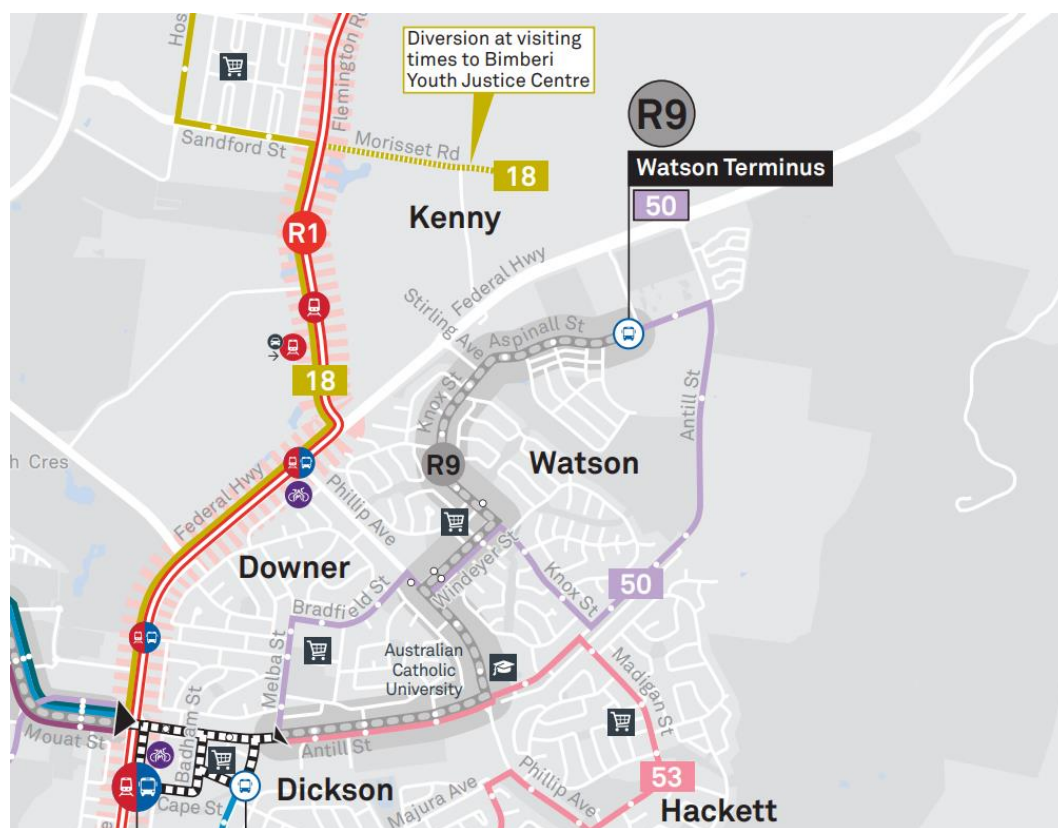 Hos
Flemington Rd
Diversion at visiting
times to Bimberi
Youth Justice Centre
R9
Sandford St
Morisset Rd
18
Watson Terminus
50
Kenny
R1
Federal Hwy
Stirling Ave
Aspinall St
18
Knox St
Antill St
h Cres
R9
Watson
Federal Hwy
Phillip Ave
Downer
Windeyer St
Bradfield St
Knox St
50
Melba St
Australian
Catholic
University
Madigan St
Mouat St
Badham St
Antill St
Cape St
Dickson
Majura Ave
Phillip Ave
53
Hackett